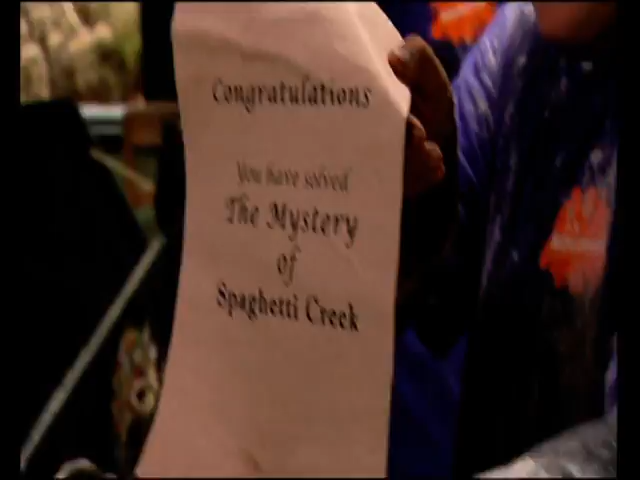 Congratulations
You have solved
The Mystery
of
Spaghetti Creek